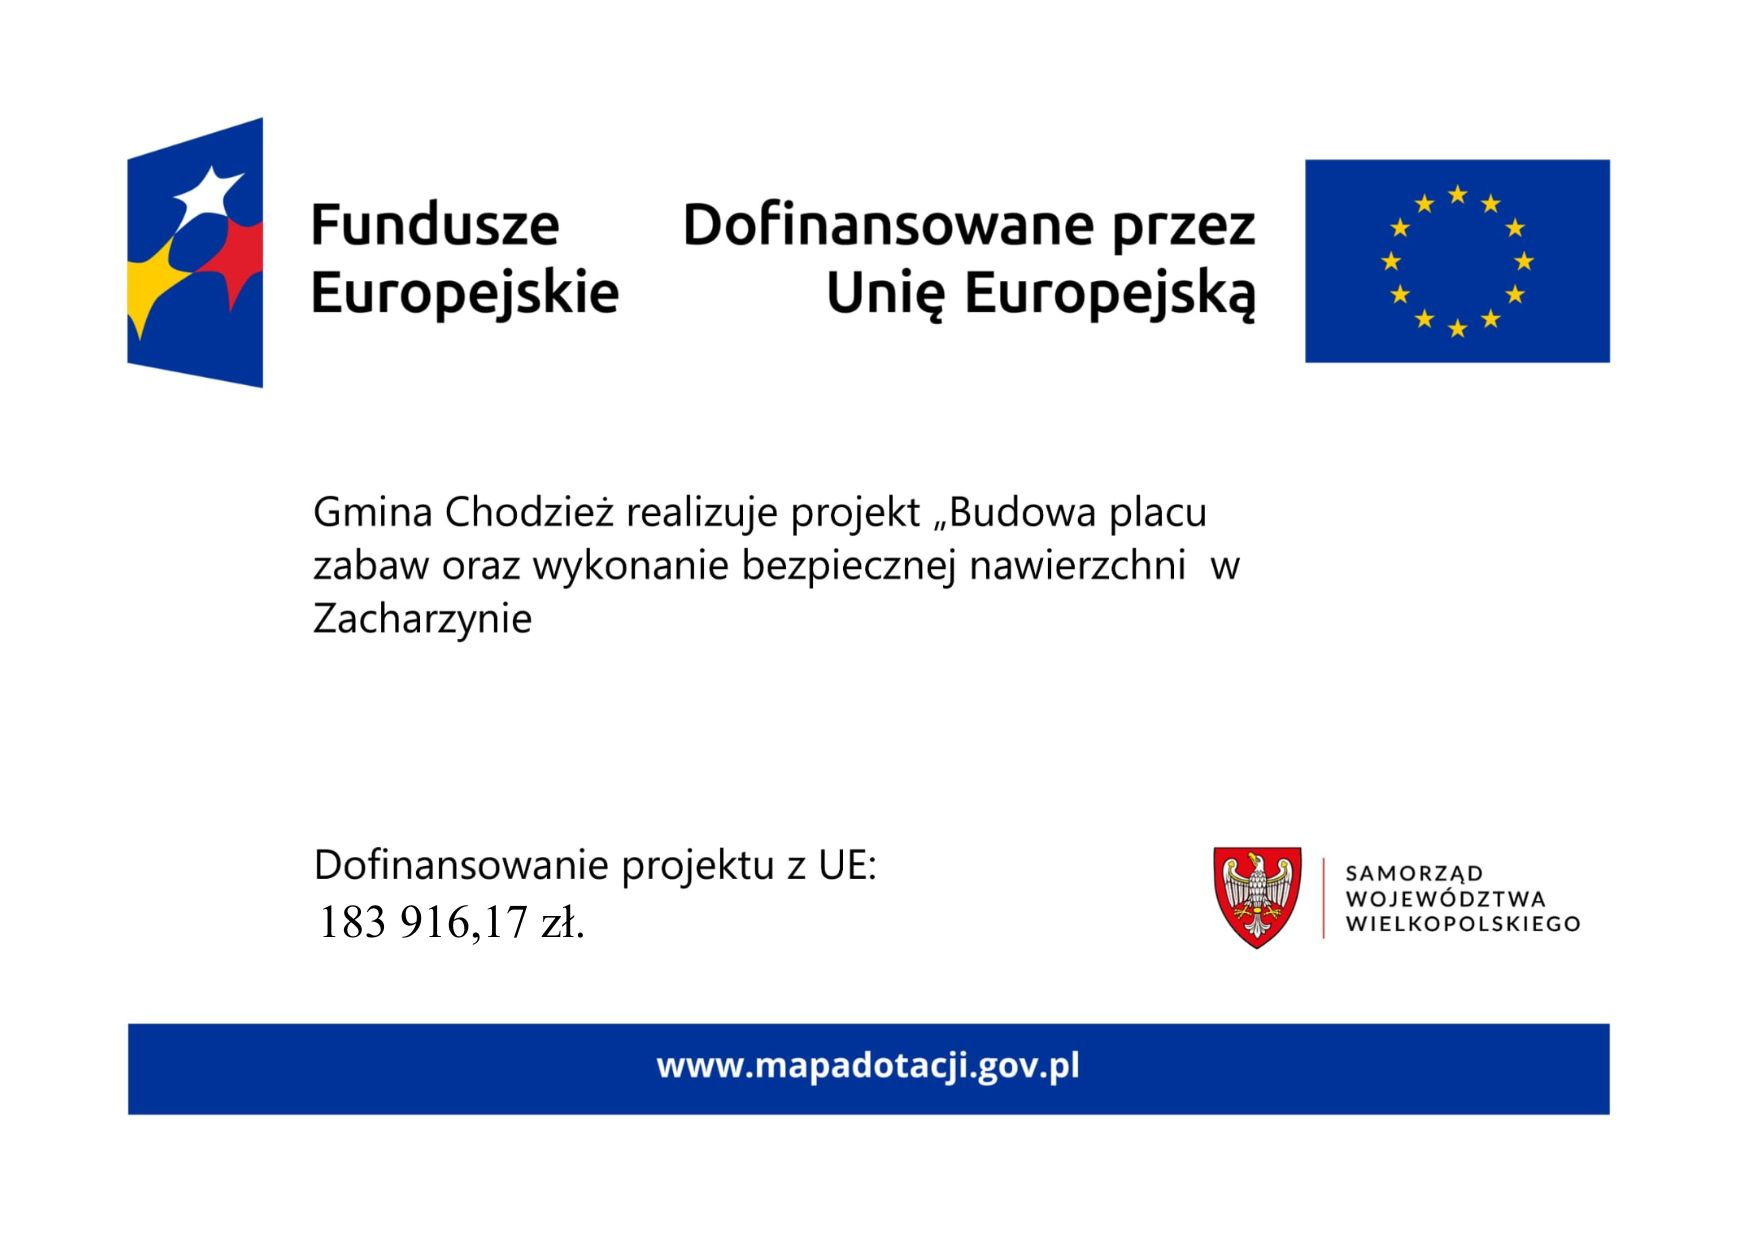 Fundusze
Europejskie
Dofinansowane przez
Unię Europejską
Gmina Chodzież realizuje projekt „Budowa placu
zabaw oraz wykonanie bezpiecznej nawierzchni  w
Zacharzynie
Dofinansowanie projektu z UE:
183 916,17 zł.
SAMORZĄD
WOJEWÓDZTWA
WIELKOPOLSKIEGO
www.mapadotacji.gov.pl